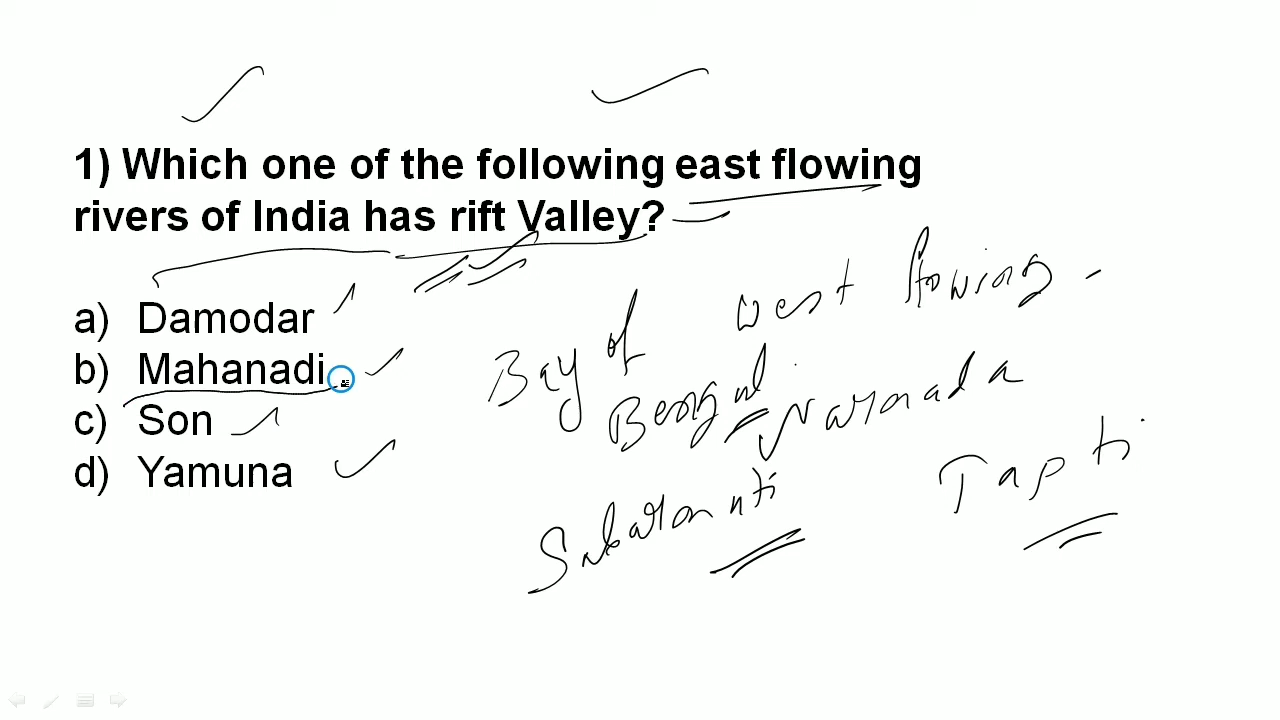 1) Which one of the following east flowing
rivers of India has rift Valley?
a) Damodar
b) Mahanadi
c) Son
d) Yamuna
west flowing
Bay of
Bengal
Narmada
Tapti
Sabarmati